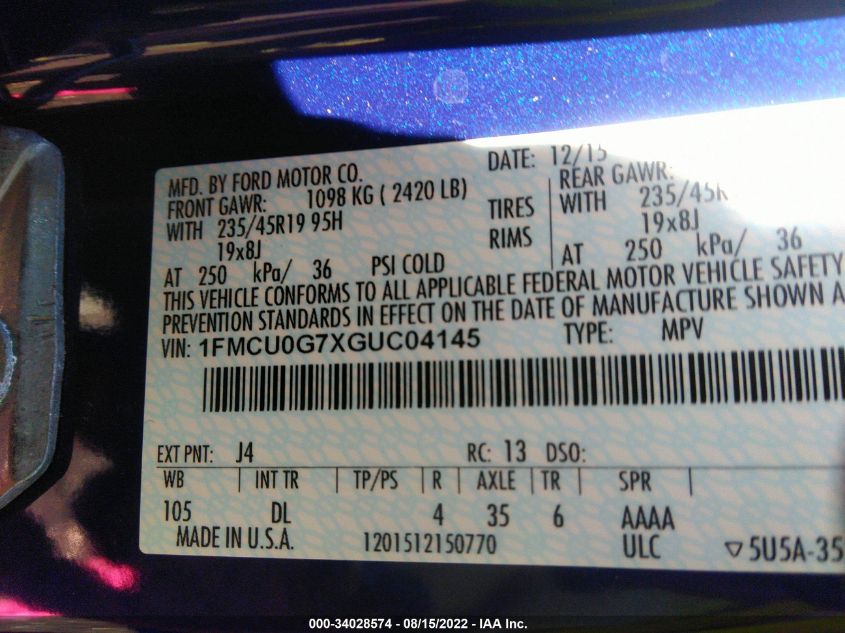 MFD. BY FORD MOTOR CO.
DATE: 12/15
FRONT GAWR: 1098 KG ( 2420 LB)
REAR GAWR:
WITH 235/45R19 95H
TIRES
WITH 235/45R
19x8J
RIMS
19x8J
AT 250 kPa/ 36 PSI COLD
AT 250 kPa/ 36
THIS VEHICLE CONFORMS TO ALL APPLICABLE FEDERAL MOTOR VEHICLE SAFETY
PREVENTION STANDARDS IN EFFECT ON THE DATE OF MANUFACTURE SHOWN A
VIN: 1FMCU0G7XGUC04145 TYPE: MPV
EXT PNT: J4 RC: 13 DSO:
WB | INT TR | TP/PS | R | AXLE | TR | SPR |
105 DL 4 35 6 AAAA
MADE IN U.S.A. 1201512150770 ULC ▽5U5A-35
000-34028574 - 08/15/2022 - IAA Inc.